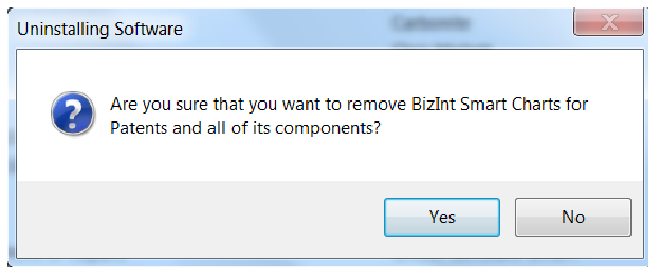 Uninstalling Software
Are you sure that you want to remove BizInt Smart Charts for
Patents and all of its components?
Yes
No